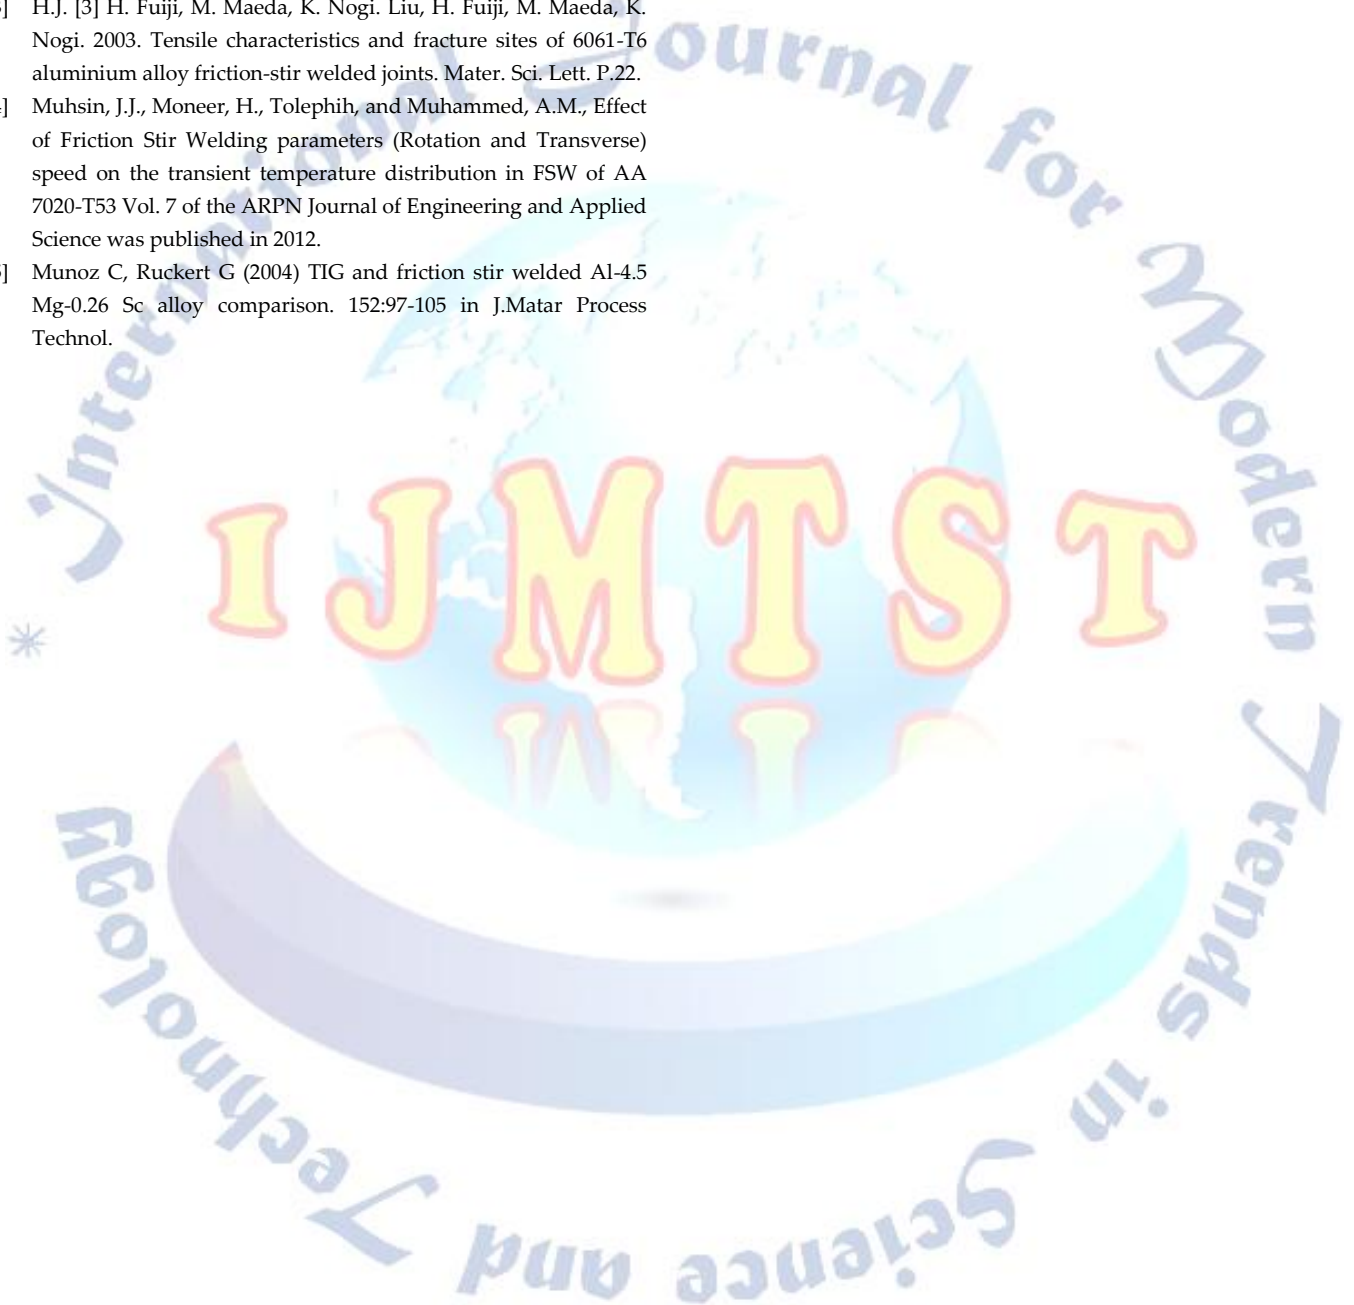 3] H.J. [3] H. Fuiji, M. Maeda, K. Nogi. Liu, H. Fuiji, M. Maeda, K.
Nogi. 2003. Tensile characteristics and fracture sites of 6061-T6
aluminium alloy friction-stir welded joints. Mater. Sci. Lett. P.22.
] Muhsin, J.J., Moneer, H., Tolephih, and Muhammed, A.M., Effect
of Friction Stir Welding parameters (Rotation and Transverse)
speed on the transient temperature distribution in FSW of AA
7020-T53 Vol. 7 of the ARPN Journal of Engineering and Applied
Science was published in 2012.
] Munoz C, Ruckert G (2004) TIG and friction stir welded Al-4.5
Mg-0.26 Sc alloy comparison. 152:97-105 in J.Matar Process
Technol.
International Journal for Modern Trends in Science and Technology
*
IJMTST